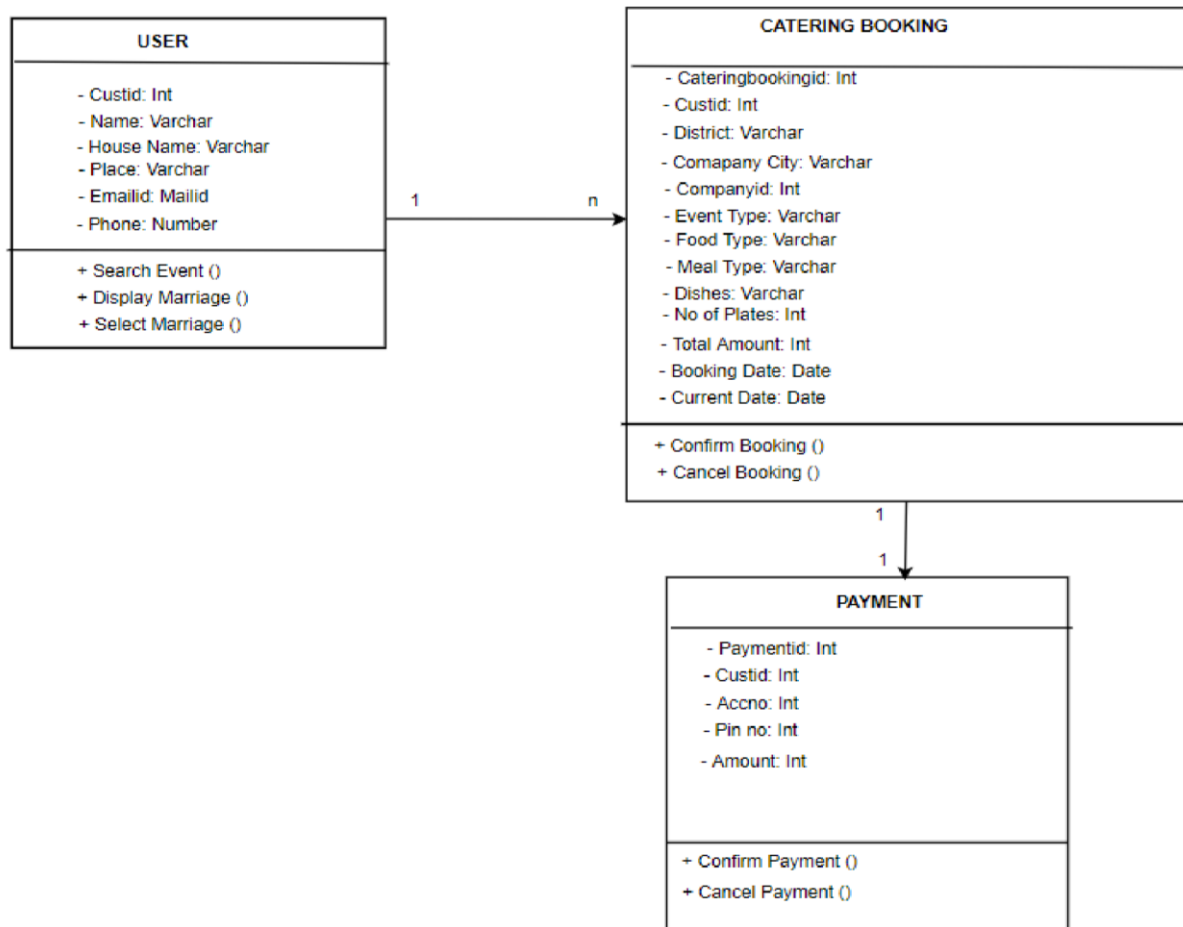 USER
- Custid: Int
- Name: Varchar
- House Name: Varchar
- Place: Varchar
- Emailid: Mailid
- Phone: Number
+ Search Event ()
+ Display Marriage ()
+ Select Marriage ()
1
n
CATERING BOOKING
- Cateringbookingid: Int
- Custid: Int
- District: Varchar
- Comapany City: Varchar
- Companyid: Int
- Event Type: Varchar
- Food Type: Varchar
- Meal Type: Varchar
- Dishes: Varchar
- No of Plates: Int
- Total Amount: Int
- Booking Date: Date
- Current Date: Date
+ Confirm Booking ()
+ Cancel Booking ()
1
1
PAYMENT
- Paymentid: Int
- Custid: Int
- Accno: Int
- Pin no: Int
- Amount: Int
+ Confirm Payment ()
+ Cancel Payment ()